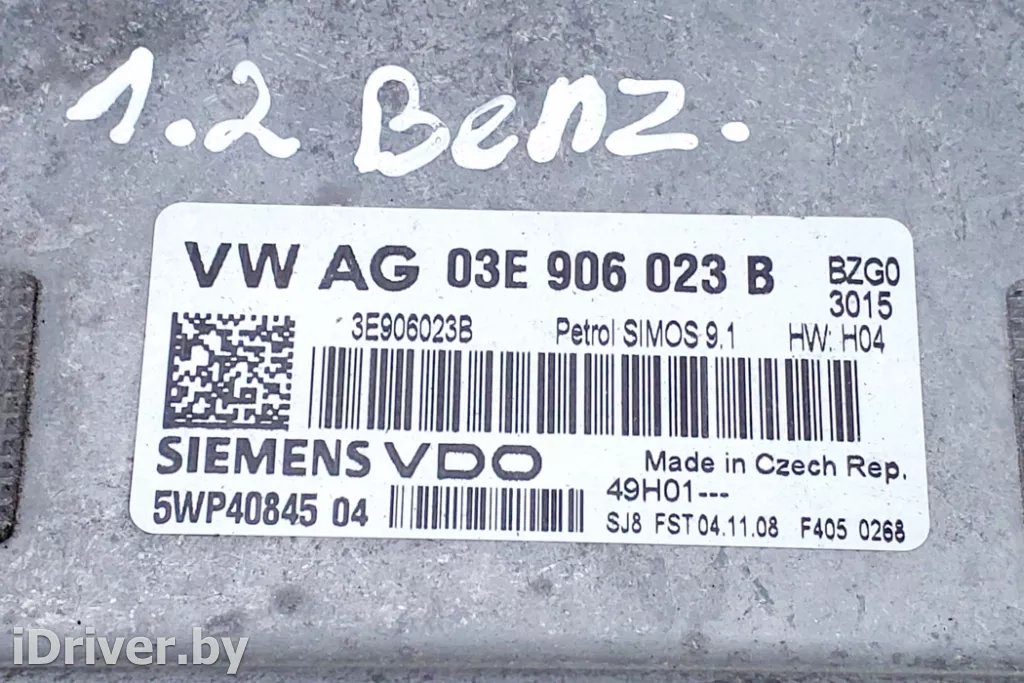 1.2 Benz.
VW AG 03E 906 023 B
BZG0
3015
3E906023B Petrol SIMOS 9.1 HW: H04
SIEMENS VDO
Made in Czech Rep.
5WP40845 04
49H01---
SJ8 FST 04.11.08 F405 0268
iDriver.by